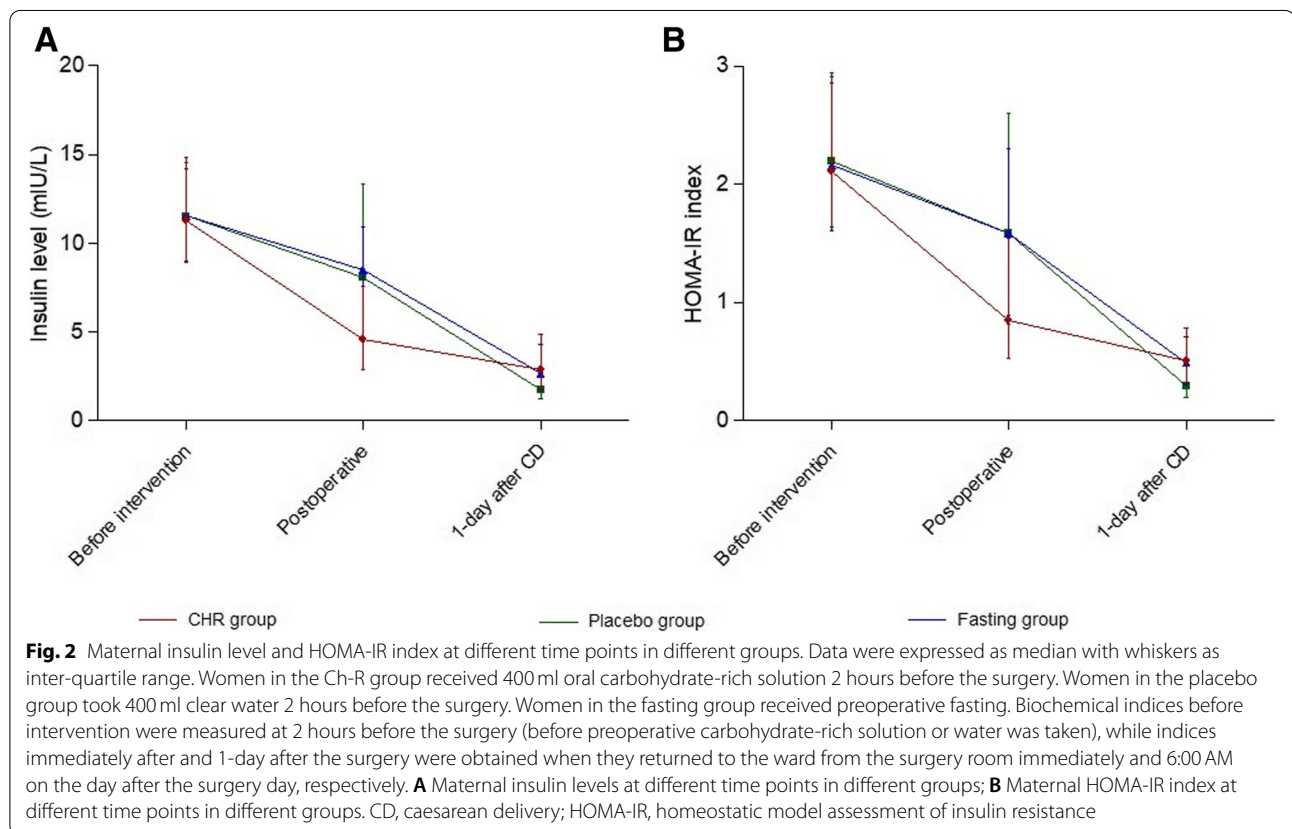 A
B
20
15
10
5
0
Insulin level (mIU/L)
Before intervention
Postoperative
1-day after CD
3
2
1
0
HOMA-IR index
Before intervention
Postoperative
1-day after CD
CHR group
Placebo group
Fasting group
Fig. 2 Maternal insulin level and HOMA-IR index at different time points in different groups. Data were expressed as median with whiskers as
inter-quartile range. Women in the Ch-R group received 400 ml oral carbohydrate-rich solution 2 hours before the surgery. Women in the placebo
group took 400 ml clear water 2 hours before the surgery. Women in the fasting group received preoperative fasting. Biochemical indices before
intervention were measured at 2 hours before the surgery (before preoperative carbohydrate-rich solution or water was taken), while indices
immediately after and 1-day after the surgery were obtained when they returned to the ward from the surgery room immediately and 6:00 AM
on the day after the surgery day, respectively. A Maternal insulin levels at different time points in different groups; B Maternal HOMA-IR index at
different time points in different groups. CD, caesarean delivery; HOMA-IR, homeostatic model assessment of insulin resistance